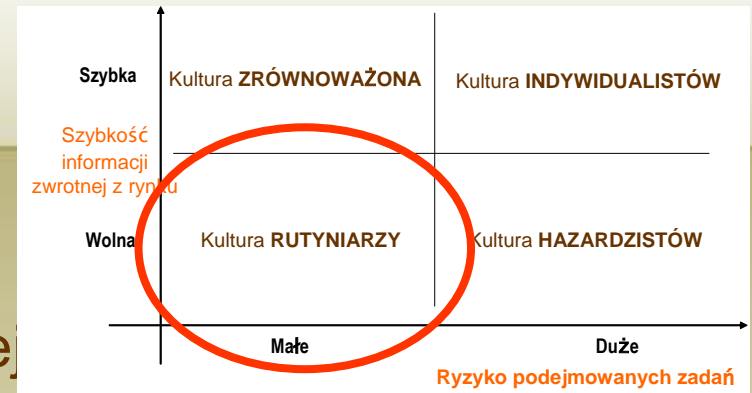 Szybka
Kultura ZRÓWNOWAŻONA
Kultura INDYWIDUALISTÓW
Szybkość
informacji
zwrotnej z rynku
Wolna
Kultura RUTYNIARZY
Kultura HAZARDZISTÓW
ej
Małe
Duże
Ryzyko podejmowanych zadań